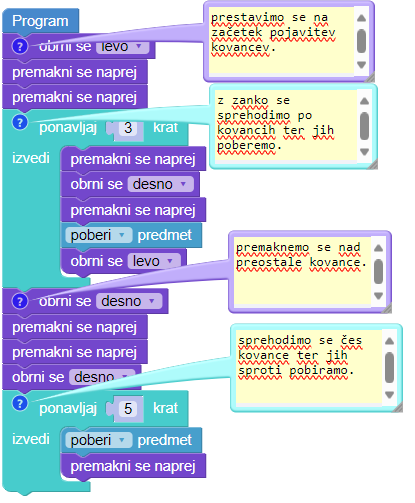 Program
prestavimo se na
začetek pojavitev
kovancev.
? obrni se levo
premakni se naprej
premakni se naprej
z zanko se
sprehodimo po
kovancih ter jih
poberemo.
? ponavljaj 3 krat
izvedi premakni se naprej
obrni se desno
premakni se naprej
poberi predmet
obrni se levo
premaknemo se nad
preostale kovance.
? obrni se desno
premakni se naprej
premakni se naprej
obrni se desno
sprehodimo se čes
kovance ter jih
sproti pobiramo.
? ponavljaj 5 krat
izvedi poberi predmet
premakni se naprej